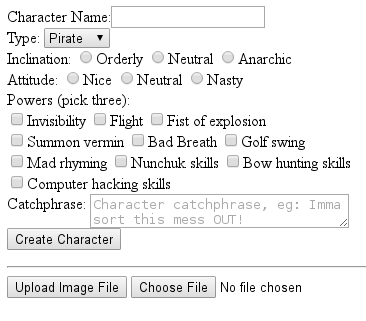 Character Name:
Type: Pirate
Inclination: Orderly Neutral Anarchic
Attitude: Nice Neutral Nasty
Powers (pick three):
Invisibility Flight Fist of explosion
Summon vermin Bad Breath Golf swing
Mad rhyming Nunchuk skills Bow hunting skills
Computer hacking skills
Catchphrase: Character catchphrase, eg: Imma
sort this mess OUT!
Create Character
Upload Image File Choose File No file chosen